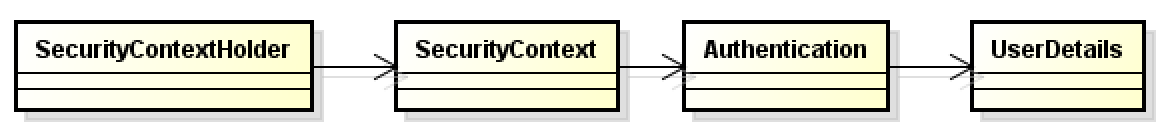 SecurityContextHolder
SecurityContext
Authentication
UserDetails